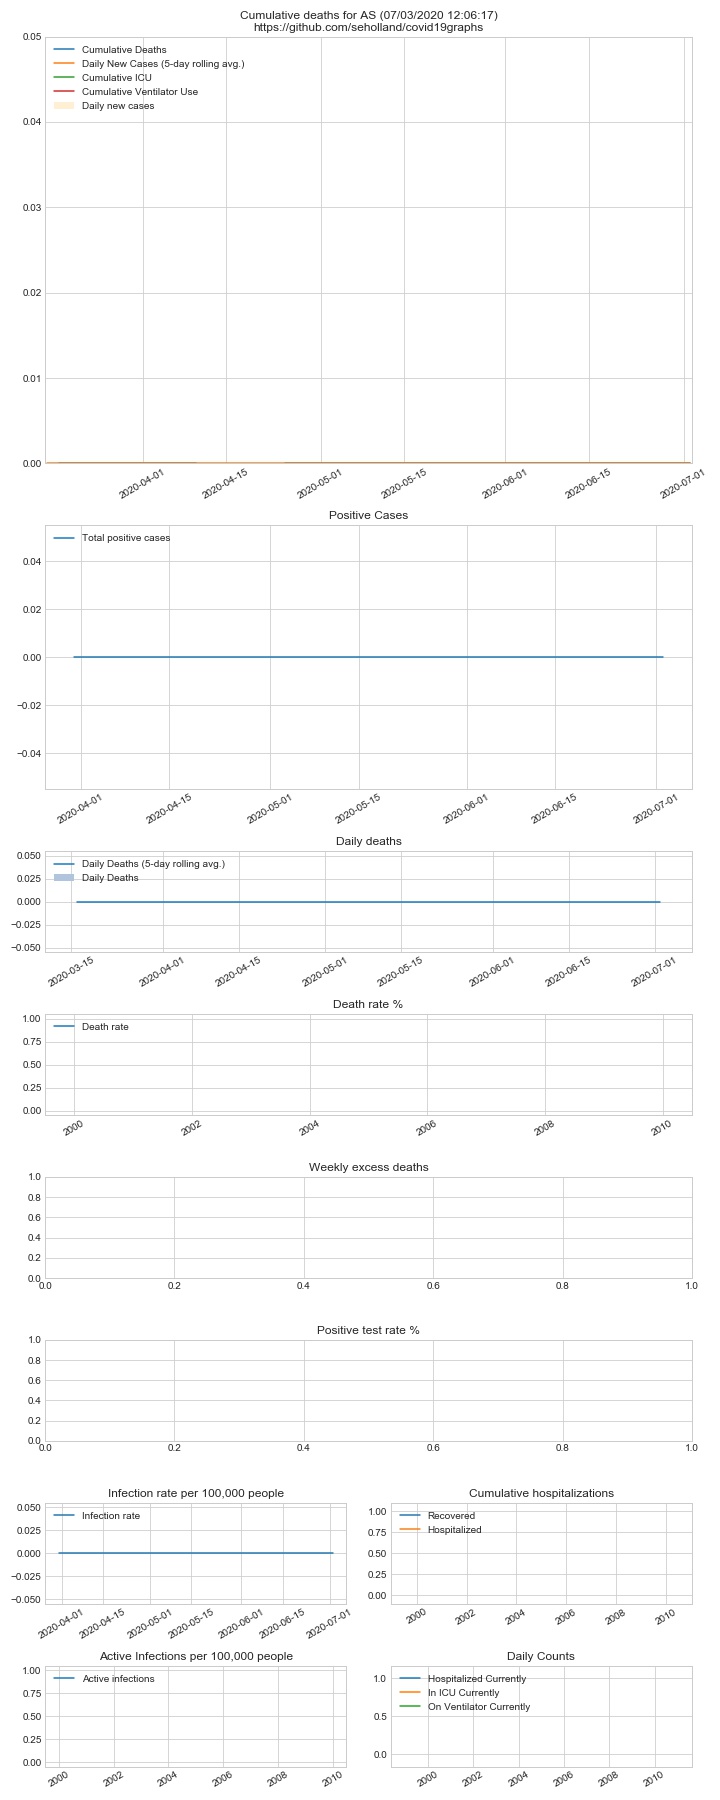 Cumulative deaths for AS (07/03/2020 12:06:17)
https://github.com/seholland/covid19graphs
0.05
Cumulative Deaths
Daily New Cases (5-day rolling avg.)
Cumulative ICU
Cumulative Ventilator Use
Daily new cases
0.04
0.03
0.02
0.01
0.00
2020-04-01 2020-04-15 2020-05-01 2020-05-15 2020-06-01 2020-06-15 2020-07-01
Positive Cases
Total positive cases
0.04
0.02
0.00
−0.02
−0.04
2020-04-01 2020-04-15 2020-05-01 2020-05-15 2020-06-01 2020-06-15 2020-07-01
Daily deaths
0.050
Daily Deaths (5-day rolling avg.)
0.025 Daily Deaths
0.000
−0.025
−0.050
2020-03-15 2020-04-01 2020-04-15 2020-05-01 2020-05-15 2020-06-01 2020-06-15 2020-07-01
Death rate %
1.00
Death rate
0.75
0.50
0.25
0.00
2000 2002 2004 2006 2008 2010
Weekly excess deaths
1.0
0.8
0.6
0.4
0.2
0.0
0.0 0.2 0.4 0.6 0.8 1.0
Positive test rate %
1.0
0.8
0.6
0.4
0.2
0.0
0.0 0.2 0.4 0.6 0.8 1.0
Infection rate per 100,000 people
0.050
Infection rate
0.025
0.000
−0.025
−0.050
2020-04-01 2020-04-15 2020-05-01 2020-05-15 2020-06-01 2020-06-15 2020-07-01
Cumulative hospitalizations
1.00
Recovered
Hospitalized
0.75
0.50
0.25
0.00
2000 2002 2004 2006 2008 2010
Active Infections per 100,000 people
1.00
Active infections
0.75
0.50
0.25
0.00
2000 2002 2004 2006 2008 2010
Daily Counts
1.0
Hospitalized Currently
In ICU Currently
On Ventilator Currently
0.5
0.0
2000 2002 2004 2006 2008 2010